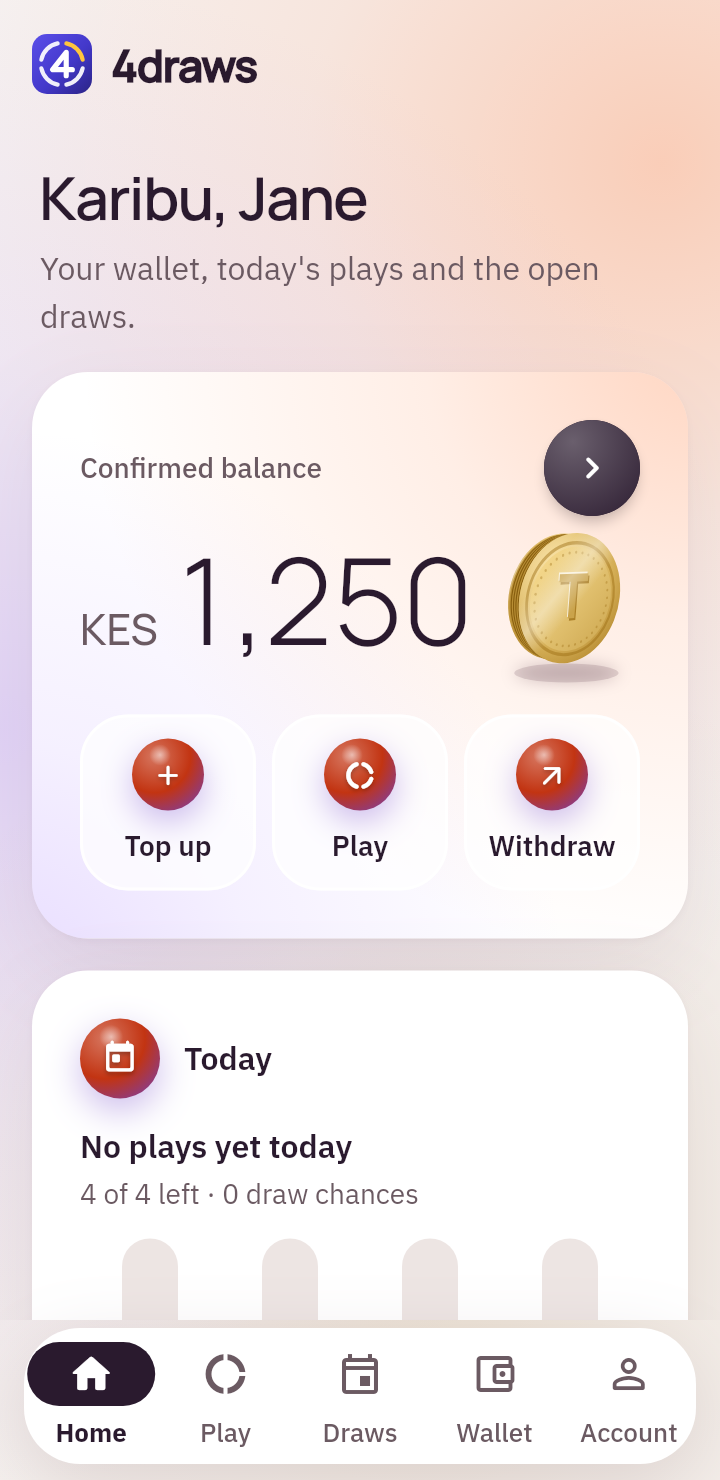 4 4draws
Karibu, Jane
Your wallet, today's plays and the open
draws.
Confirmed balance
KES 1,250
T
Top up Play Withdraw
Today
No plays yet today
4 of 4 left · 0 draw chances
Home Play Draws Wallet Account